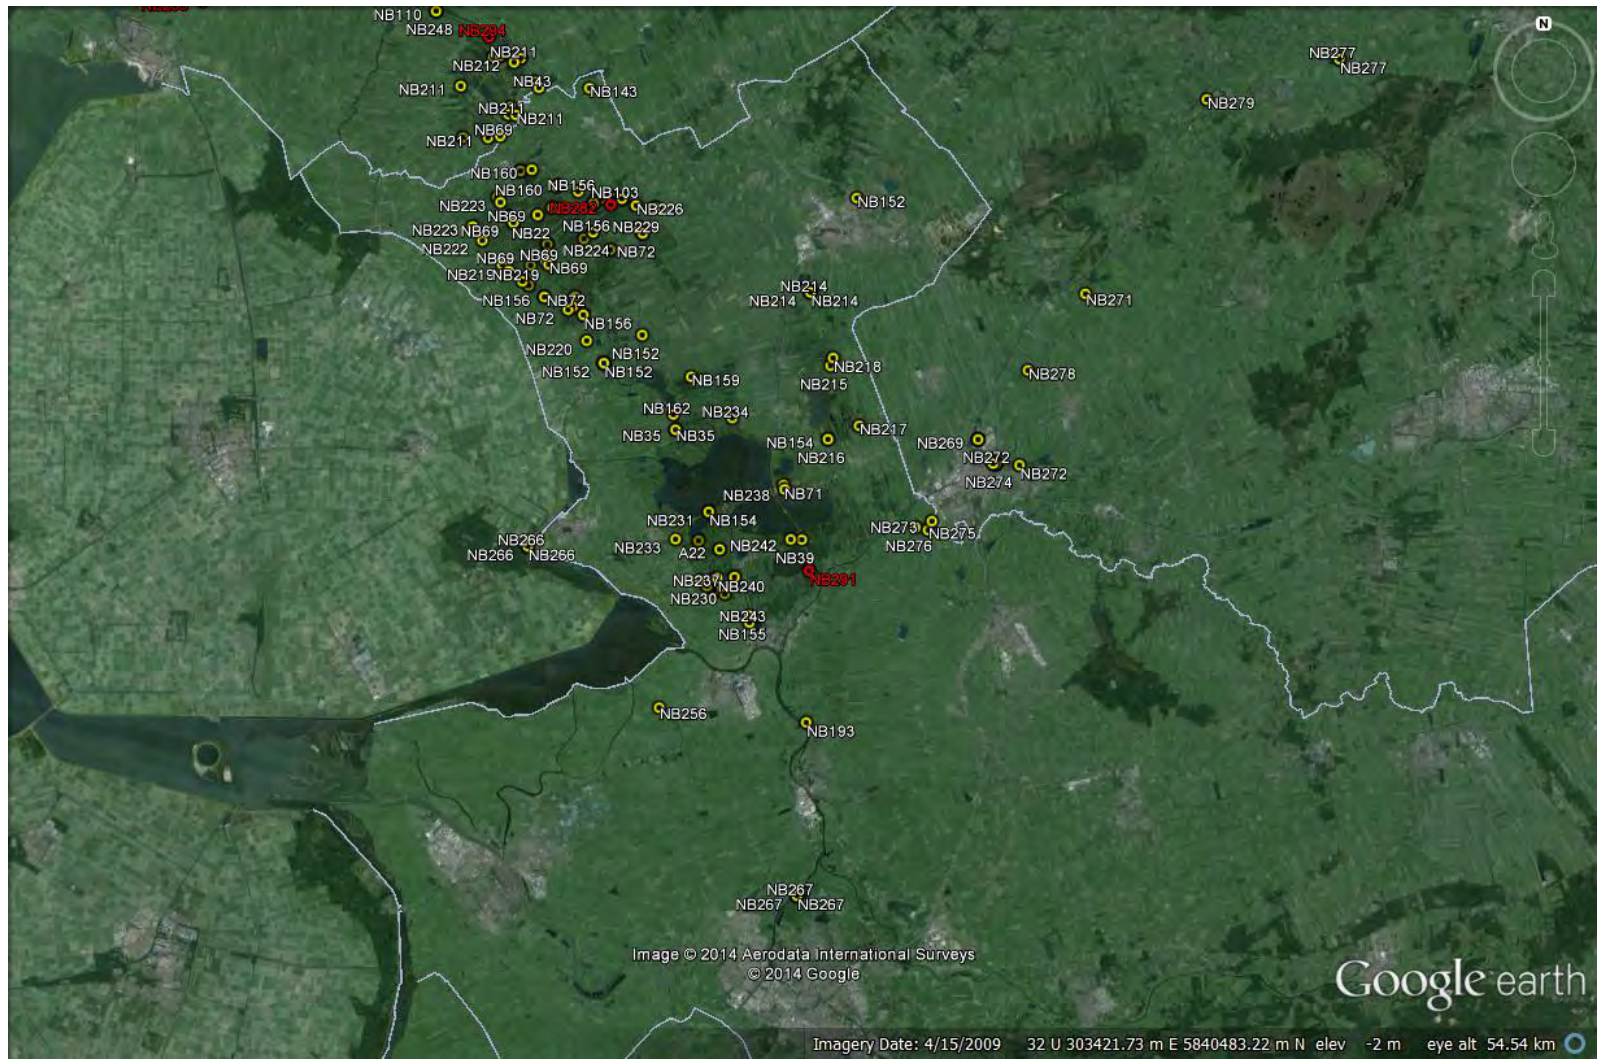 NB110
NB248
NB294
NB211
NB212
NB277
NB277
N
NB211
NB43
NB143
NB279
NB211
NB211
NB69
NB211
NB160
NB156
NB103
NB160
NB152
NB223
NB282
NB226
NB69
NB223
NB69
NB22
NB156
NB229
NB222
NB224
NB72
NB69
NB69
NB69
NB219
NB219
NB214
NB214
NB214
NB271
NB156
NB72
NB72
NB156
NB220
NB152
NB152
NB152
NB218
NB215
NB278
NB159
NB162
NB234
NB35
NB35
NB217
NB154
NB216
NB269
NB272
NB272
NB274
NB238
NB71
NB231
NB154
NB273
NB275
NB276
NB266
NB266
NB266
NB233
A22
NB242
NB39
NB291
NB237
NB240
NB230
NB243
NB155
NB256
NB193
NB267
NB267
NB267
Image © 2014 Aerodata International Surveys
© 2014 Google
Google earth
Imagery Date: 4/15/2009 32 U 303421.73 m E 5840483.22 m N elev -2 m eye alt 54.54 km